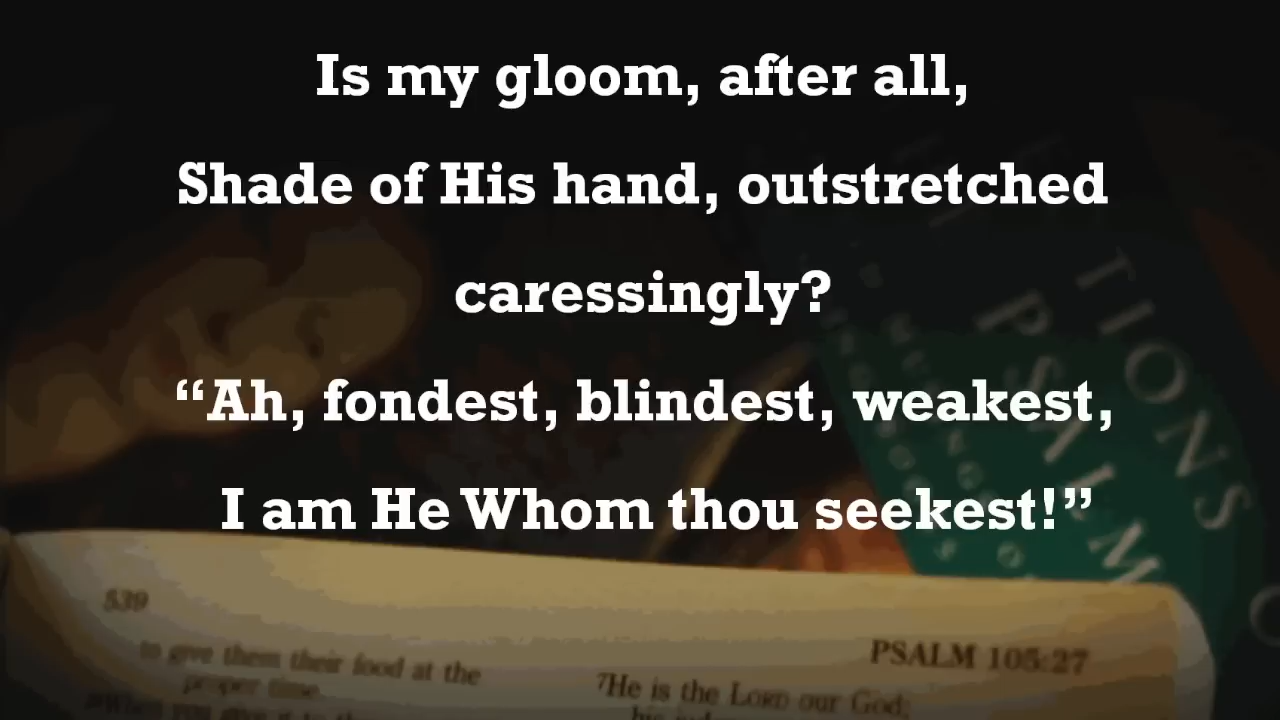 Is my gloom, after all,
Shade of His hand, outstretched
caressingly?
“Ah, fondest, blindest, weakest,
I am He Whom thou seekest!”
TIONS
PSALM
539
to give them their food at the
proper time.
PSALM 105:27
7He is the LORD our God;